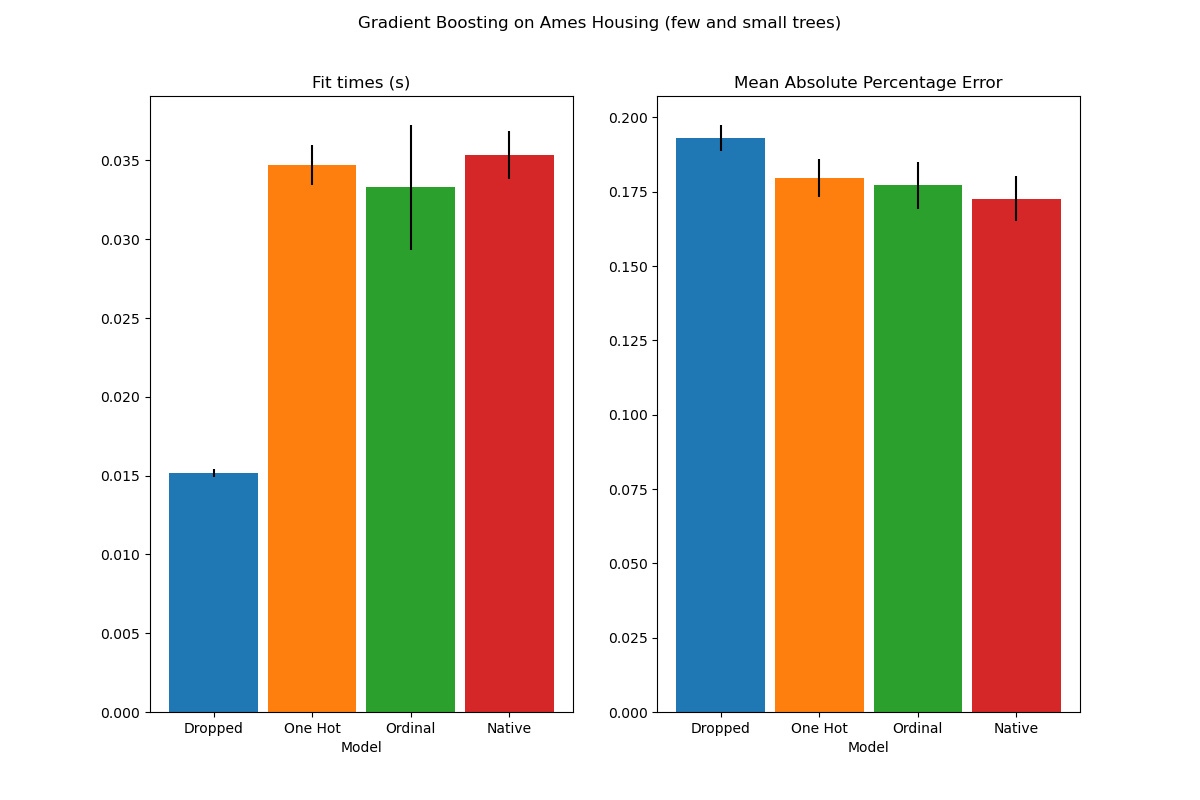 Gradient Boosting on Ames Housing (few and small trees)
Fit times (s)
0.035
0.030
0.025
0.020
0.015
0.010
0.005
0.000
Dropped One Hot Ordinal Native
Model
Mean Absolute Percentage Error
0.200
0.175
0.150
0.125
0.100
0.075
0.050
0.025
0.000
Dropped One Hot Ordinal Native
Model